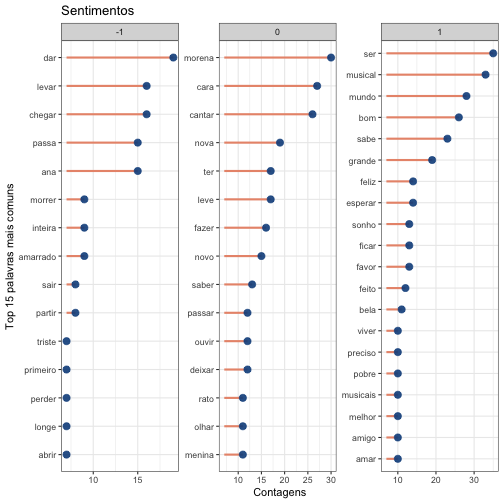 Sentimentos
-1
0
1
Top 15 palavras mais comuns
dar
levar
chegar
passa
ana
morrer
inteira
amarrado
sair
partir
triste
primeiro
perder
longe
abrir
10
15
morena
cara
cantar
nova
ter
leve
fazer
novo
saber
passar
ouvir
deixar
rato
olhar
menina
10
15
20
25
30
ser
musical
mundo
bom
sabe
grande
feliz
esperar
sonho
ficar
favor
feito
bela
viver
preciso
pobre
musicais
melhor
amigo
amar
10
20
30
Contagens